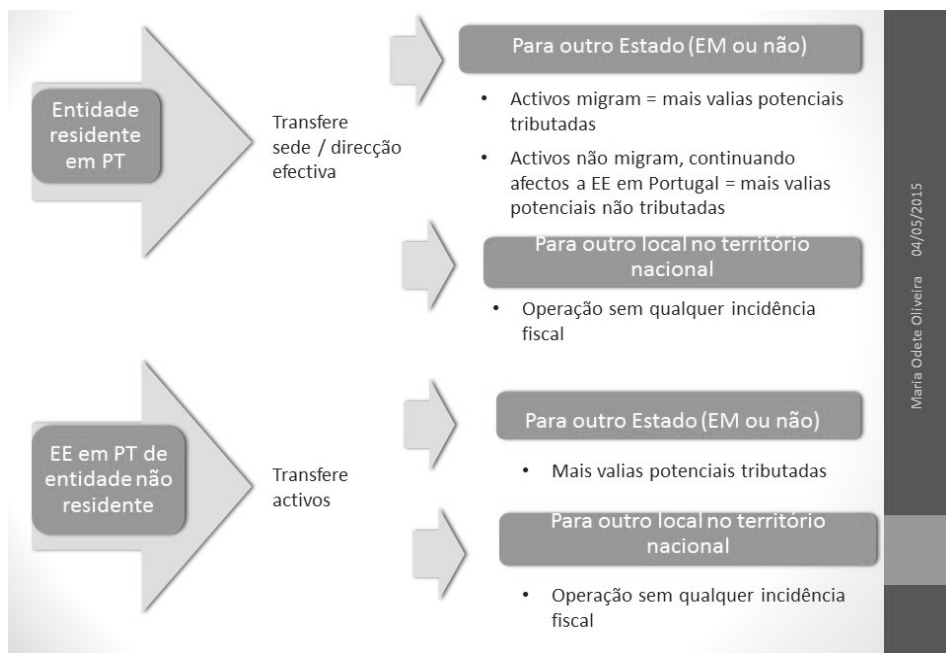 Entidade
residente
em PT
Transfere
sede / direcção
efectiva
Para outro Estado (EM ou não)
• Activos migram = mais valias potenciais
tributadas
• Activos não migram, continuando
afectos a EE em Portugal = mais valias
potenciais não tributadas
Para outro local no território
nacional
• Operação sem qualquer incidência
fiscal
EE em PT de
entidade não
residente
Transfere
activos
Para outro Estado (EM ou não)
• Mais valias potenciais tributadas
Para outro local no território
nacional
• Operação sem qualquer incidência
fiscal
Maria Odete Oliveira 04/05/2015